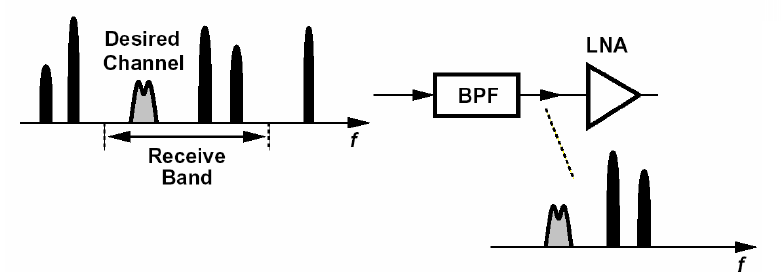 Desired
Channel
Receive
Band
f
BPF
LNA
f